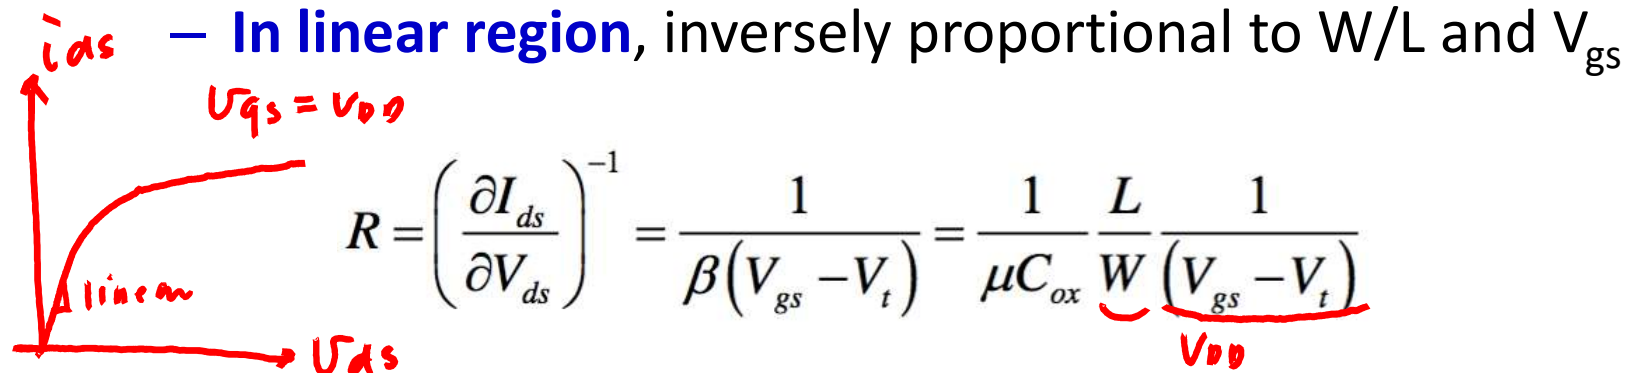 – In linear region, inversely proportional to W/L and Vgs
ids
Vgs = VDD
R = (∂Ids / ∂Vds)^−1 = 1 / β(Vgs − Vt) = 1 / μCox L / W 1 / (Vgs − Vt)
linear
Vds
VDD